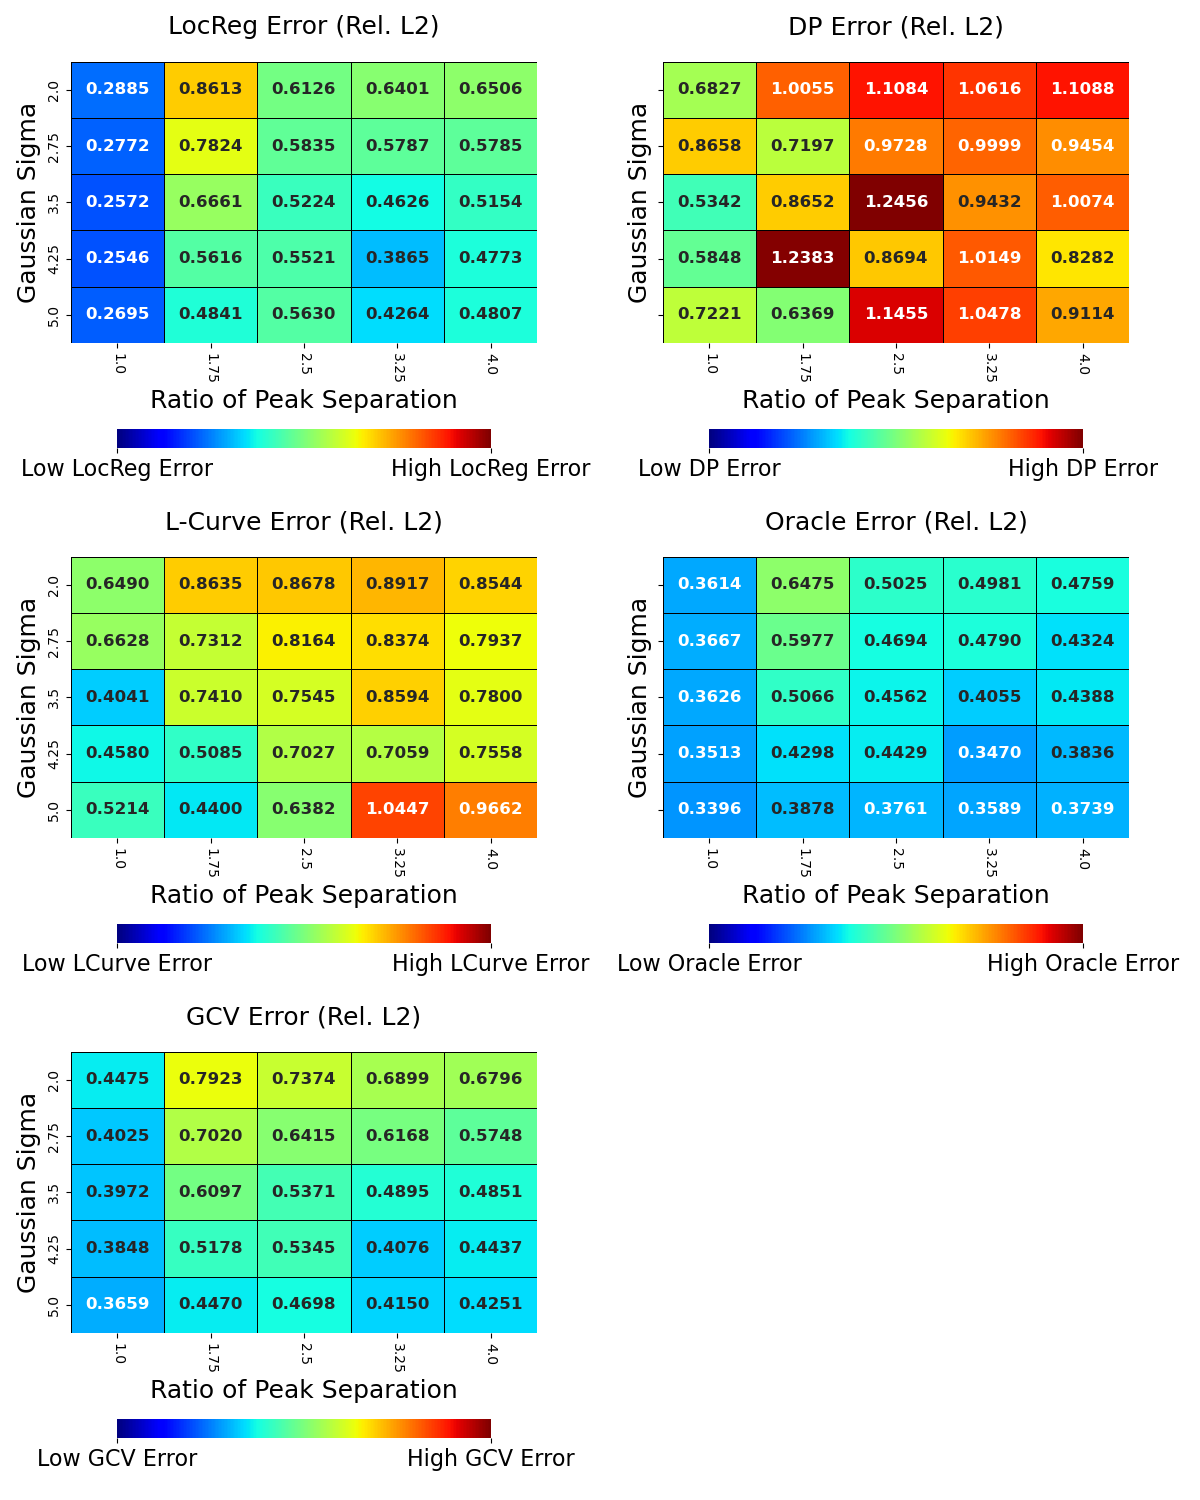 LocReg Error (Rel. L2)
Gaussian Sigma
2.0 0.2885 0.8613 0.6126 0.6401 0.6506
2.75 0.2772 0.7824 0.5835 0.5787 0.5785
3.5 0.2572 0.6661 0.5224 0.4626 0.5154
4.25 0.2546 0.5616 0.5521 0.3865 0.4773
5.0 0.2695 0.4841 0.5630 0.4264 0.4807
1.0 1.75 2.5 3.25 4.0
Ratio of Peak Separation
Low LocReg Error High LocReg Error
DP Error (Rel. L2)
Gaussian Sigma
0.6827 1.0055 1.1084 1.0616 1.1088
0.8658 0.7197 0.9728 0.9999 0.9454
0.5342 0.8652 1.2456 0.9432 1.0074
0.5848 1.2383 0.8694 1.0149 0.8282
0.7221 0.6369 1.1455 1.0478 0.9114
1.0 1.75 2.5 3.25 4.0
Ratio of Peak Separation
Low DP Error High DP Error
L-Curve Error (Rel. L2)
Gaussian Sigma
2.0 0.6490 0.8635 0.8678 0.8917 0.8544
2.75 0.6628 0.7312 0.8164 0.8374 0.7937
3.5 0.4041 0.7410 0.7545 0.8594 0.7800
4.25 0.4580 0.5085 0.7027 0.7059 0.7558
5.0 0.5214 0.4400 0.6382 1.0447 0.9662
1.0 1.75 2.5 3.25 4.0
Ratio of Peak Separation
Low LCurve Error High LCurve Error
Oracle Error (Rel. L2)
Gaussian Sigma
0.3614 0.6475 0.5025 0.4981 0.4759
0.3667 0.5977 0.4694 0.4790 0.4324
0.3626 0.5066 0.4562 0.4055 0.4388
0.3513 0.4298 0.4429 0.3470 0.3836
0.3396 0.3878 0.3761 0.3589 0.3739
1.0 1.75 2.5 3.25 4.0
Ratio of Peak Separation
Low Oracle Error High Oracle Error
GCV Error (Rel. L2)
Gaussian Sigma
2.0 0.4475 0.7923 0.7374 0.6899 0.6796
2.75 0.4025 0.7020 0.6415 0.6168 0.5748
3.5 0.3972 0.6097 0.5371 0.4895 0.4851
4.25 0.3848 0.5178 0.5345 0.4076 0.4437
5.0 0.3659 0.4470 0.4698 0.4150 0.4251
1.0 1.75 2.5 3.25 4.0
Ratio of Peak Separation
Low GCV Error High GCV Error